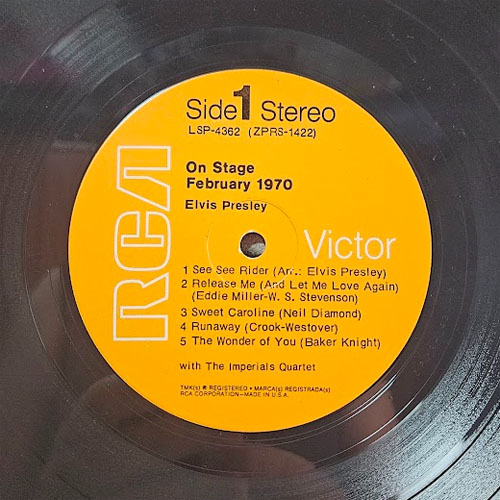 Side 1 Stereo
LSP-4362 (ZPRS-1422)
On Stage
February 1970
Elvis Presley
RCA
Victor
1 See See Rider (Arr.: Elvis Presley)
2 Release Me (And Let Me Love Again)
(Eddie Miller-W. S. Stevenson)
3 Sweet Caroline (Neil Diamond)
4 Runaway (Crook-Westover)
5 The Wonder of You (Baker Knight)
with The Imperials Quartet
TMK(s) ® REGISTERED • MARCA(s) REGISTRADA(s)
RCA CORPORATION—MADE IN U.S.A.